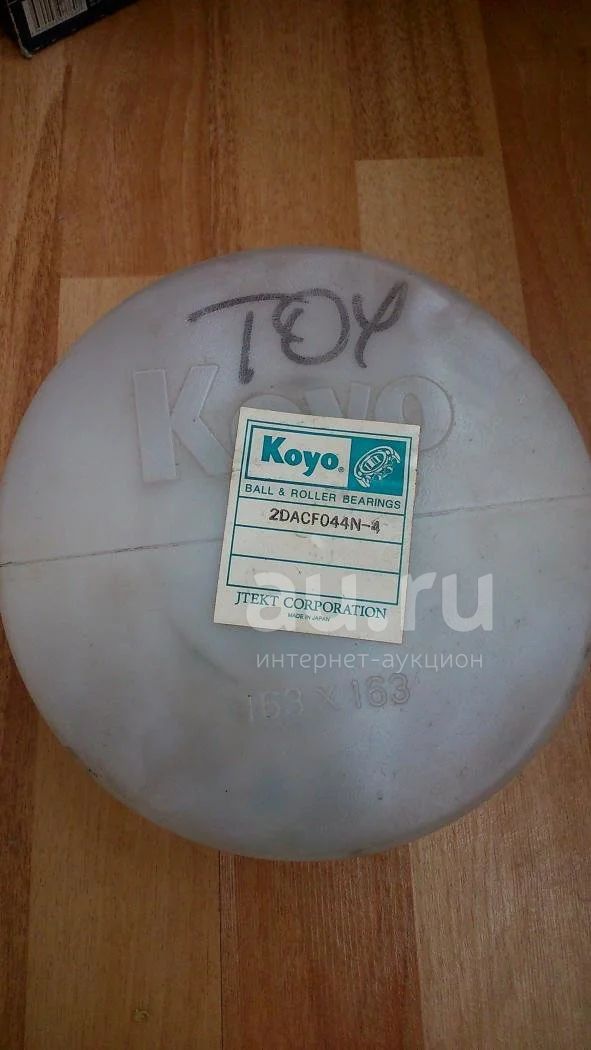 TOY
Koyo
Koyo®
BALL & ROLLER BEARINGS
2DACF044N-4
JTEKT CORPORATION
MADE IN JAPAN
au.ru
интернет-аукцион
163 x 163